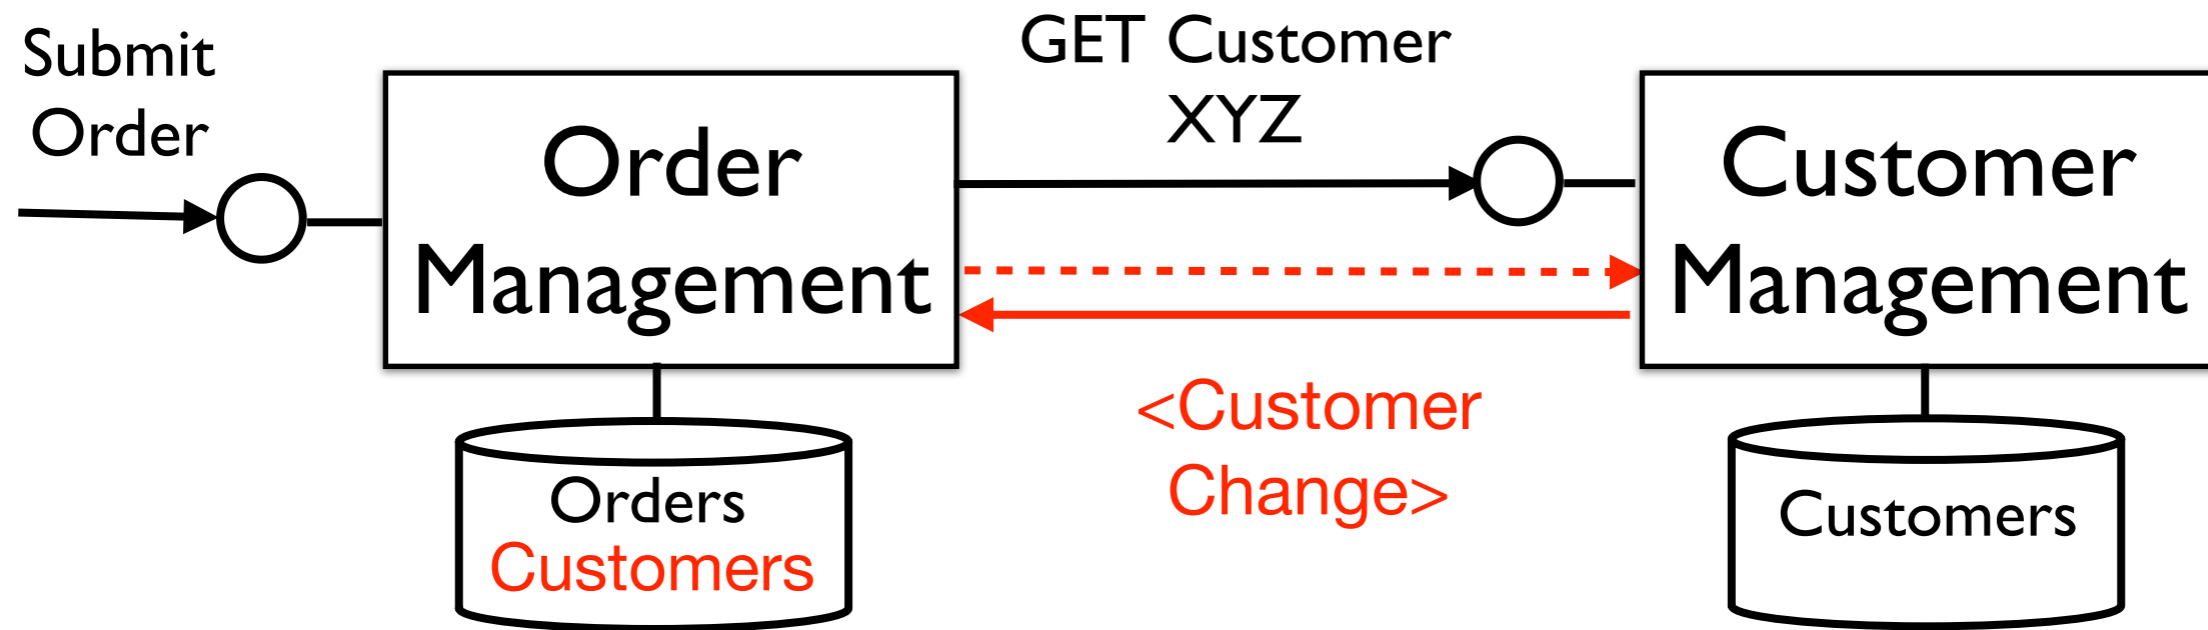 Submit
Order
GET Customer
XYZ
Order
Management
Customer
Management
<Customer
Change>
Orders
Customers
Customers